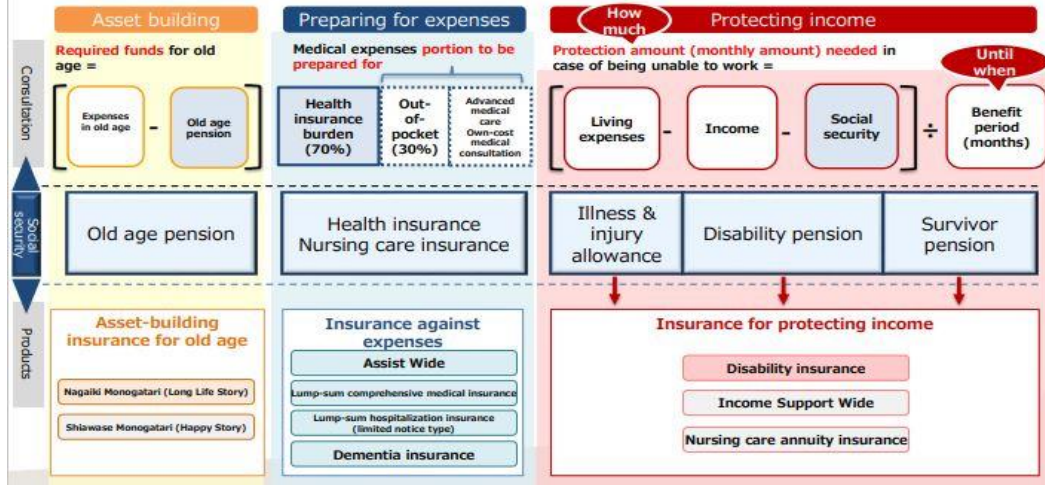 Asset building
Preparing for expenses
How
much
Protecting income
Consultation
Required funds for old
age =
Expenses
in old age
-
Old age
pension
Medical expenses portion to be
prepared for
Health
insurance
burden
(70%)
Out-
of-
pocket
(30%)
Advanced
medical
care
Own-cost
medical
consultation
Protection amount (monthly amount) needed in
case of being unable to work =
Until
when
Living
expenses
-
Income
-
Social
security
÷
Benefit
period
(months)
Social
security
Old age pension
Health insurance
Nursing care insurance
Illness &
injury
allowance
Disability pension
Survivor
pension
Products
Asset-building
insurance for old age
Nagaiki Monogatari (Long Life Story)
Shiawase Monogatari (Happy Story)
Insurance against
expenses
Assist Wide
Lump-sum comprehensive medical insurance
Lump-sum hospitalization insurance
(limited notice type)
Dementia insurance
Insurance for protecting income
Disability insurance
Income Support Wide
Nursing care annuity insurance